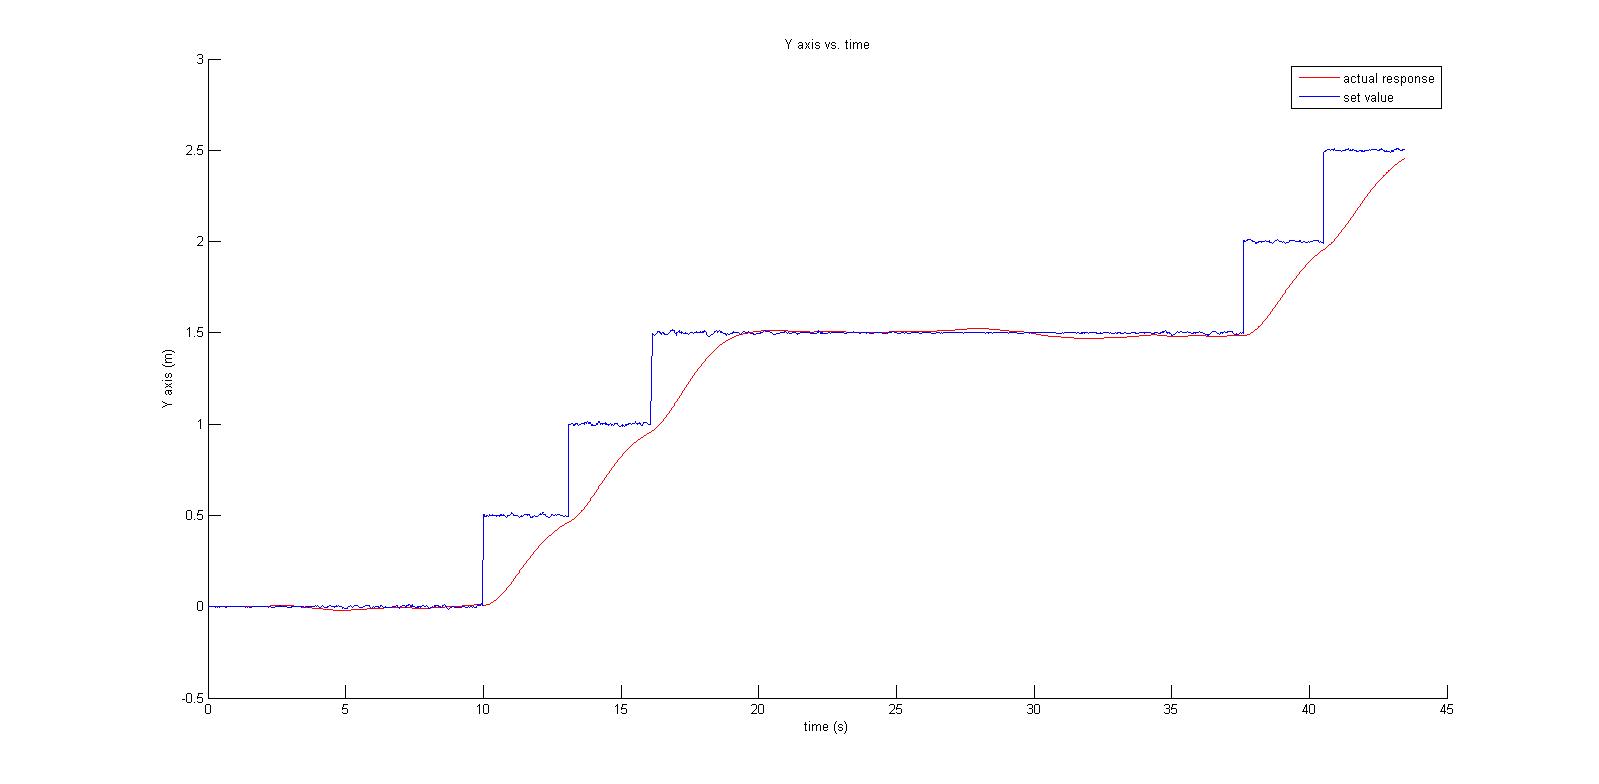 Y axis vs. time
actual response
set value
3
2.5
2
1.5
1
0.5
0
-0.5
Y axis (m)
0 5 10 15 20 25 30 35 40 45
time (s)